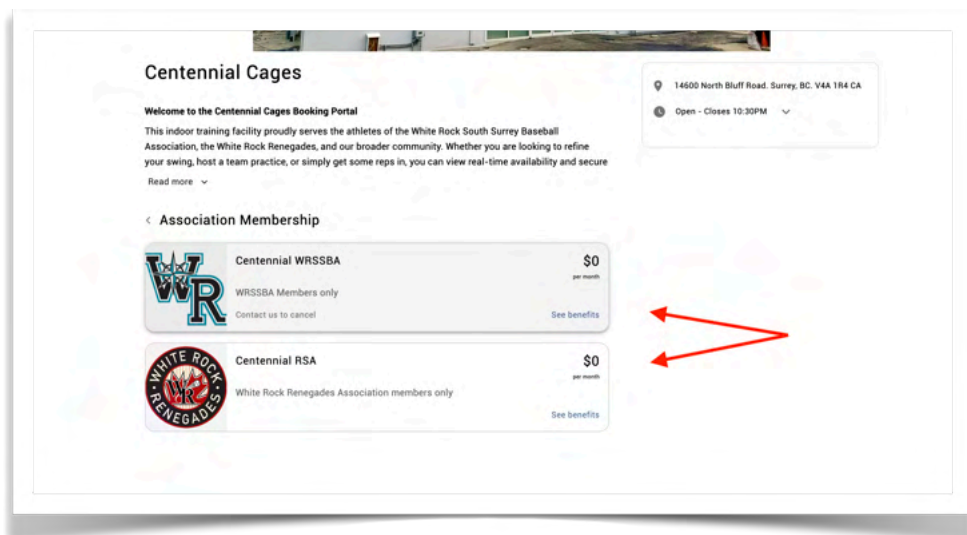 Centennial Cages
Welcome to the Centennial Cages Booking Portal
This indoor training facility proudly serves the athletes of the White Rock South Surrey Baseball
Association, the White Rock Renegades, and our broader community. Whether you are looking to refine
your swing, host a team practice, or simply get some reps in, you can view real-time availability and secure
Read more
14600 North Bluff Road. Surrey, BC. V4A 1R4 CA
Open - Closes 10:30PM
Association Membership
WR
Centennial WRSSBA
$0
per month
WRSSBA Members only
Contact us to cancel
See benefits
WHITE ROCK
WR
RENEGADES
Centennial RSA
$0
per month
White Rock Renegades Association members only
See benefits